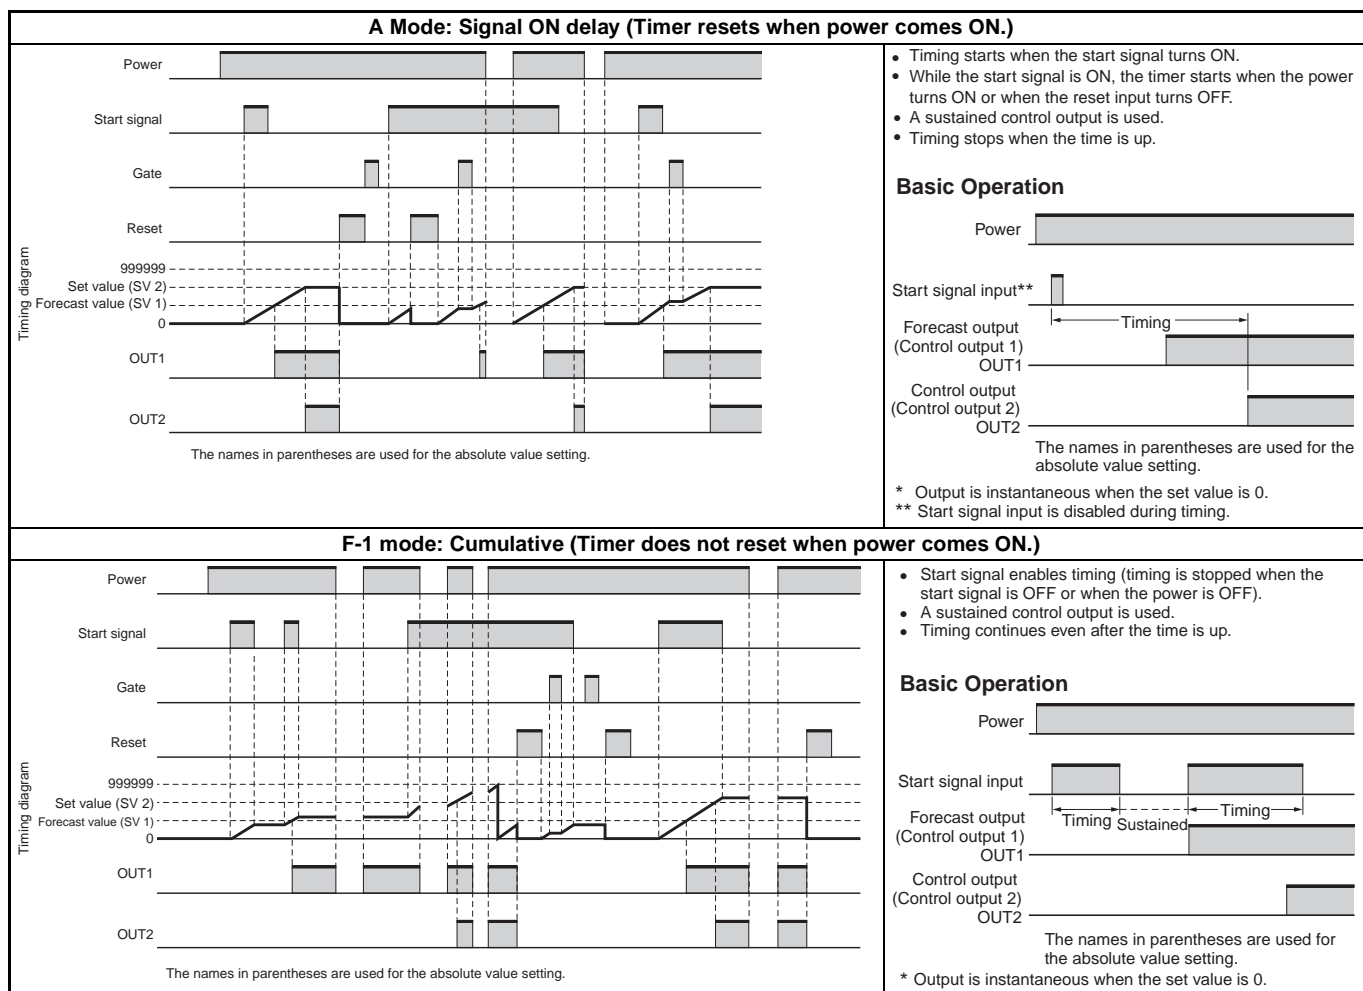 A Mode: Signal ON delay (Timer resets when power comes ON.)
Timing diagram
Power
Start signal
Gate
Reset
999999
Set value (SV 2)
Forecast value (SV 1)
0
OUT1
OUT2
The names in parentheses are used for the absolute value setting.
• Timing starts when the start signal turns ON.
• While the start signal is ON, the timer starts when the power
turns ON or when the reset input turns OFF.
• A sustained control output is used.
• Timing stops when the time is up.
Basic Operation
Power
Start signal input**
Timing
Forecast output
(Control output 1)
OUT1
Control output
(Control output 2)
OUT2
The names in parentheses are used for the
absolute value setting.
* Output is instantaneous when the set value is 0.
** Start signal input is disabled during timing.
F-1 mode: Cumulative (Timer does not reset when power comes ON.)
Timing diagram
Power
Start signal
Gate
Reset
999999
Set value (SV 2)
Forecast value (SV 1)
0
OUT1
OUT2
The names in parentheses are used for the absolute value setting.
• Start signal enables timing (timing is stopped when the
start signal is OFF or when the power is OFF).
• A sustained control output is used.
• Timing continues even after the time is up.
Basic Operation
Power
Start signal input
Timing Sustained Timing
Forecast output
(Control output 1)
OUT1
Control output
(Control output 2)
OUT2
The names in parentheses are used for
the absolute value setting.
* Output is instantaneous when the set value is 0.